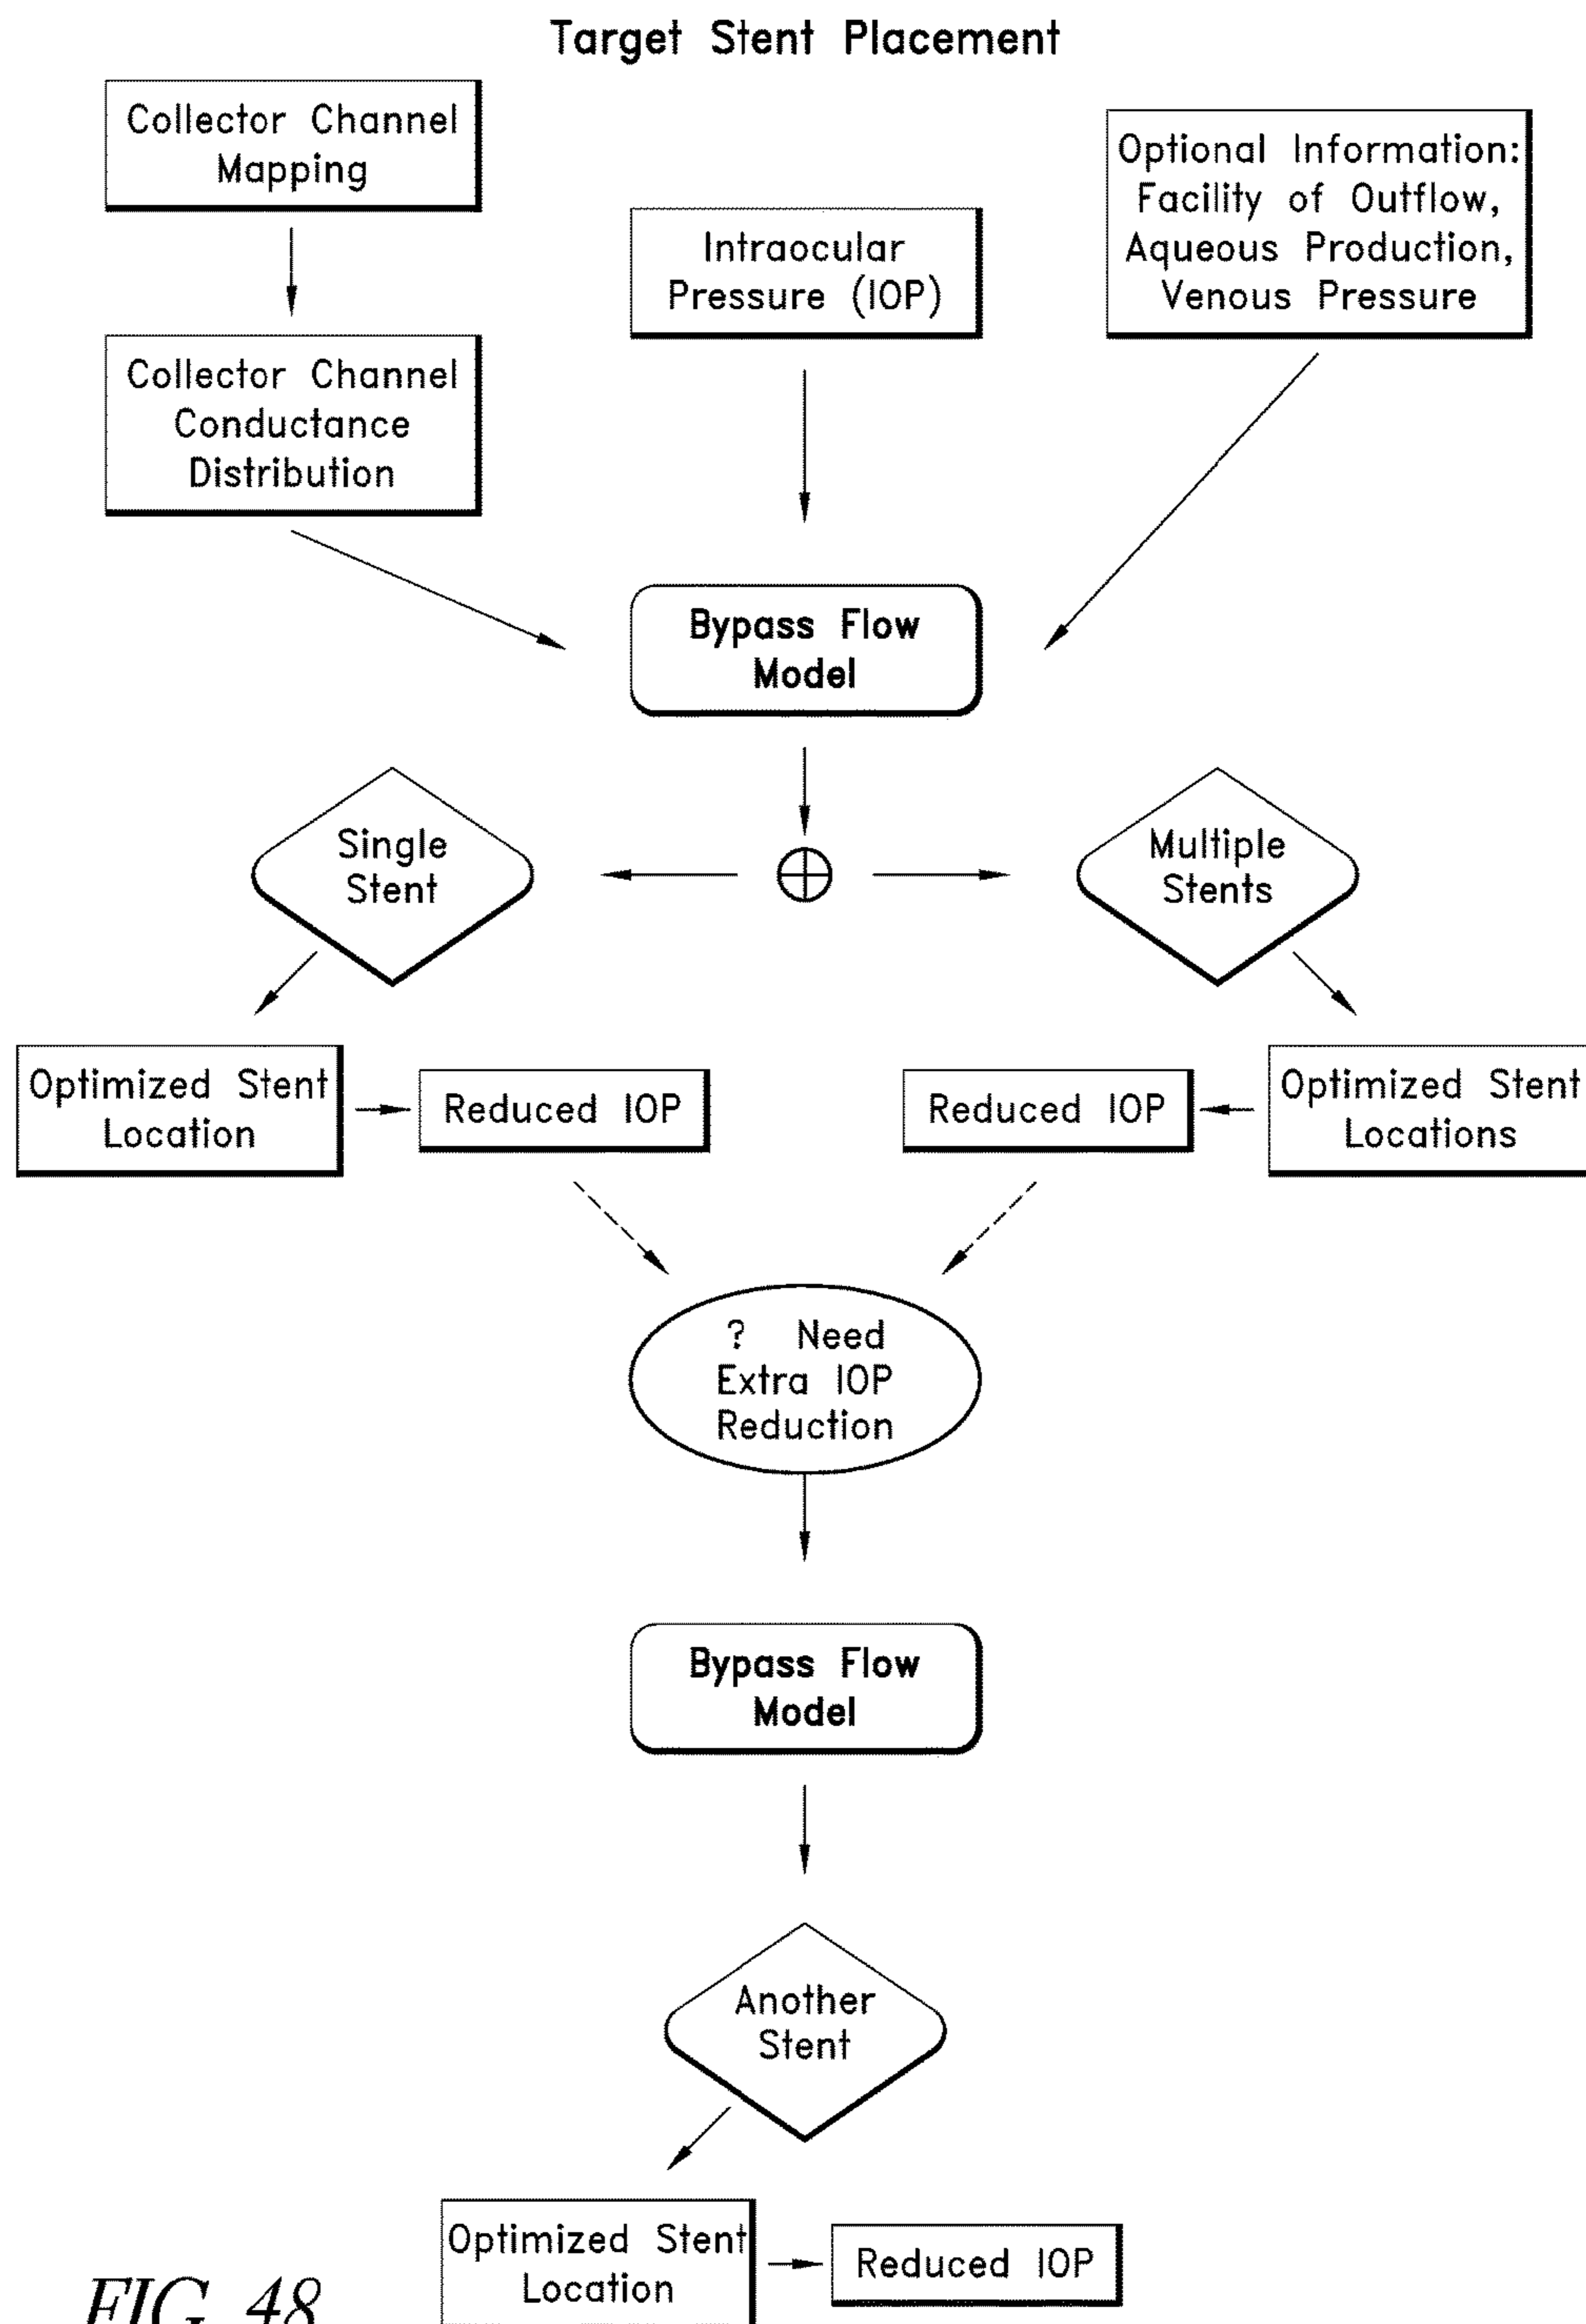 Target Stent Placement
Collector Channel
Mapping
Optional Information:
Facility of Outflow,
Aqueous Production,
Venous Pressure
Intraocular
Pressure (IOP)
Collector Channel
Conductance
Distribution
Bypass Flow
Model
Single
Stent
Multiple
Stents
Optimized Stent
Location
Reduced IOP
Reduced IOP
Optimized Stent
Locations
? Need
Extra IOP
Reduction
Bypass Flow
Model
Another
Stent
Optimized Stent
Location
Reduced IOP
FIG. 48